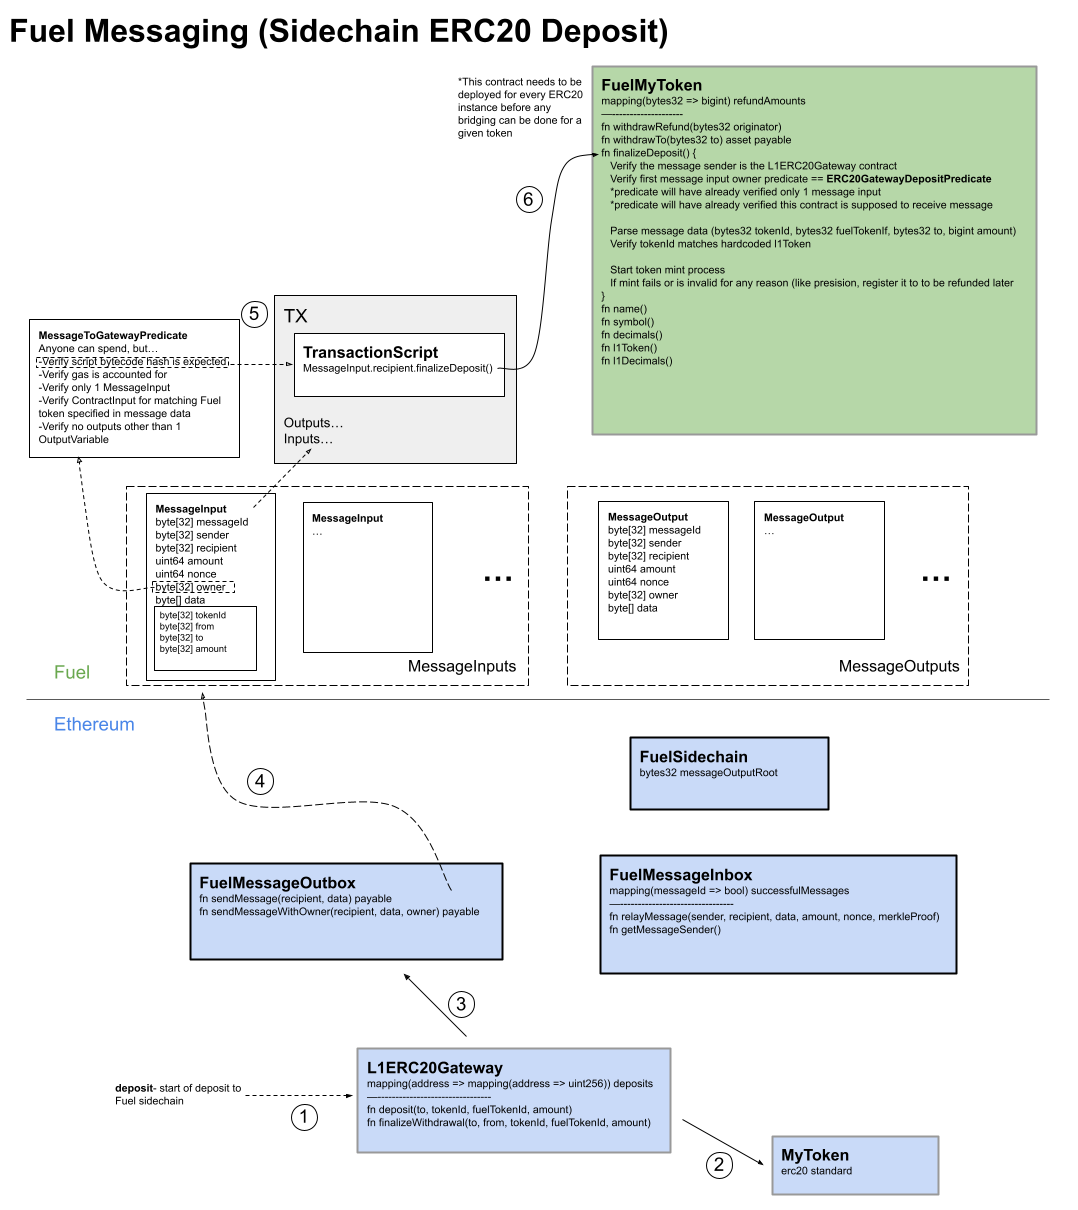 Fuel Messaging (Sidechain ERC20 Deposit)
*This contract needs to be
deployed for every ERC20
instance before any
bridging can be done for a
given token
FuelMyToken
mapping(bytes32 => bigint) refundAmounts
—--------------------
fn withdrawRefund(bytes32 originator)
fn withdrawTo(bytes32 to) asset payable
fn finalizeDeposit() {
Verify the message sender is the L1ERC20Gateway contract
Verify first message input owner predicate == ERC20GatewayDepositPredicate
*predicate will have already verified only 1 message input
*predicate will have already verified this contract is supposed to receive message
Parse message data (bytes32 tokenId, bytes32 fuelTokenIf, bytes32 to, bigint amount)
Verify tokenId matches hardcoded l1Token
Start token mint process
If mint fails or is invalid for any reason (like presision, register it to to be refunded later
}
fn name()
fn symbol()
fn decimals()
fn l1Token()
fn l1Decimals()
6
5
MessageToGatewayPredicate
Anyone can spend, but…
-Verify script bytecode hash is expected
-Verify gas is accounted for
-Verify only 1 MessageInput
-Verify ContractInput for matching Fuel
token specified in message data
-Verify no outputs other than 1
OutputVariable
TX
TransactionScript
MessageInput.recipient.finalizeDeposit()
Outputs…
Inputs…
MessageInput
byte[32] messageId
byte[32] sender
byte[32] recipient
uint64 amount
uint64 nonce
byte[32] owner
byte[] data
byte[32] tokenId
byte[32] from
byte[32] to
byte[32] amount
MessageInput
…
...
MessageInputs
MessageOutput
byte[32] messageId
byte[32] sender
byte[32] recipient
uint64 amount
uint64 nonce
byte[32] owner
byte[] data
MessageOutput
…
...
MessageOutputs
Fuel
Ethereum
4
FuelSidechain
bytes32 messageOutputRoot
FuelMessageOutbox
fn sendMessage(recipient, data) payable
fn sendMessageWithOwner(recipient, data, owner) payable
FuelMessageInbox
mapping(messageId => bool) successfulMessages
—--------------------------------
fn relayMessage(sender, recipient, data, amount, nonce, merkleProof)
fn getMessageSender()
3
L1ERC20Gateway
mapping(address => mapping(address => uint256)) deposits
—--------------------------------
fn deposit(to, tokenId, fuelTokenId, amount)
fn finalizeWithdrawal(to, from, tokenId, fuelTokenId, amount)
deposit- start of deposit to
Fuel sidechain
1
2
MyToken
erc20 standard